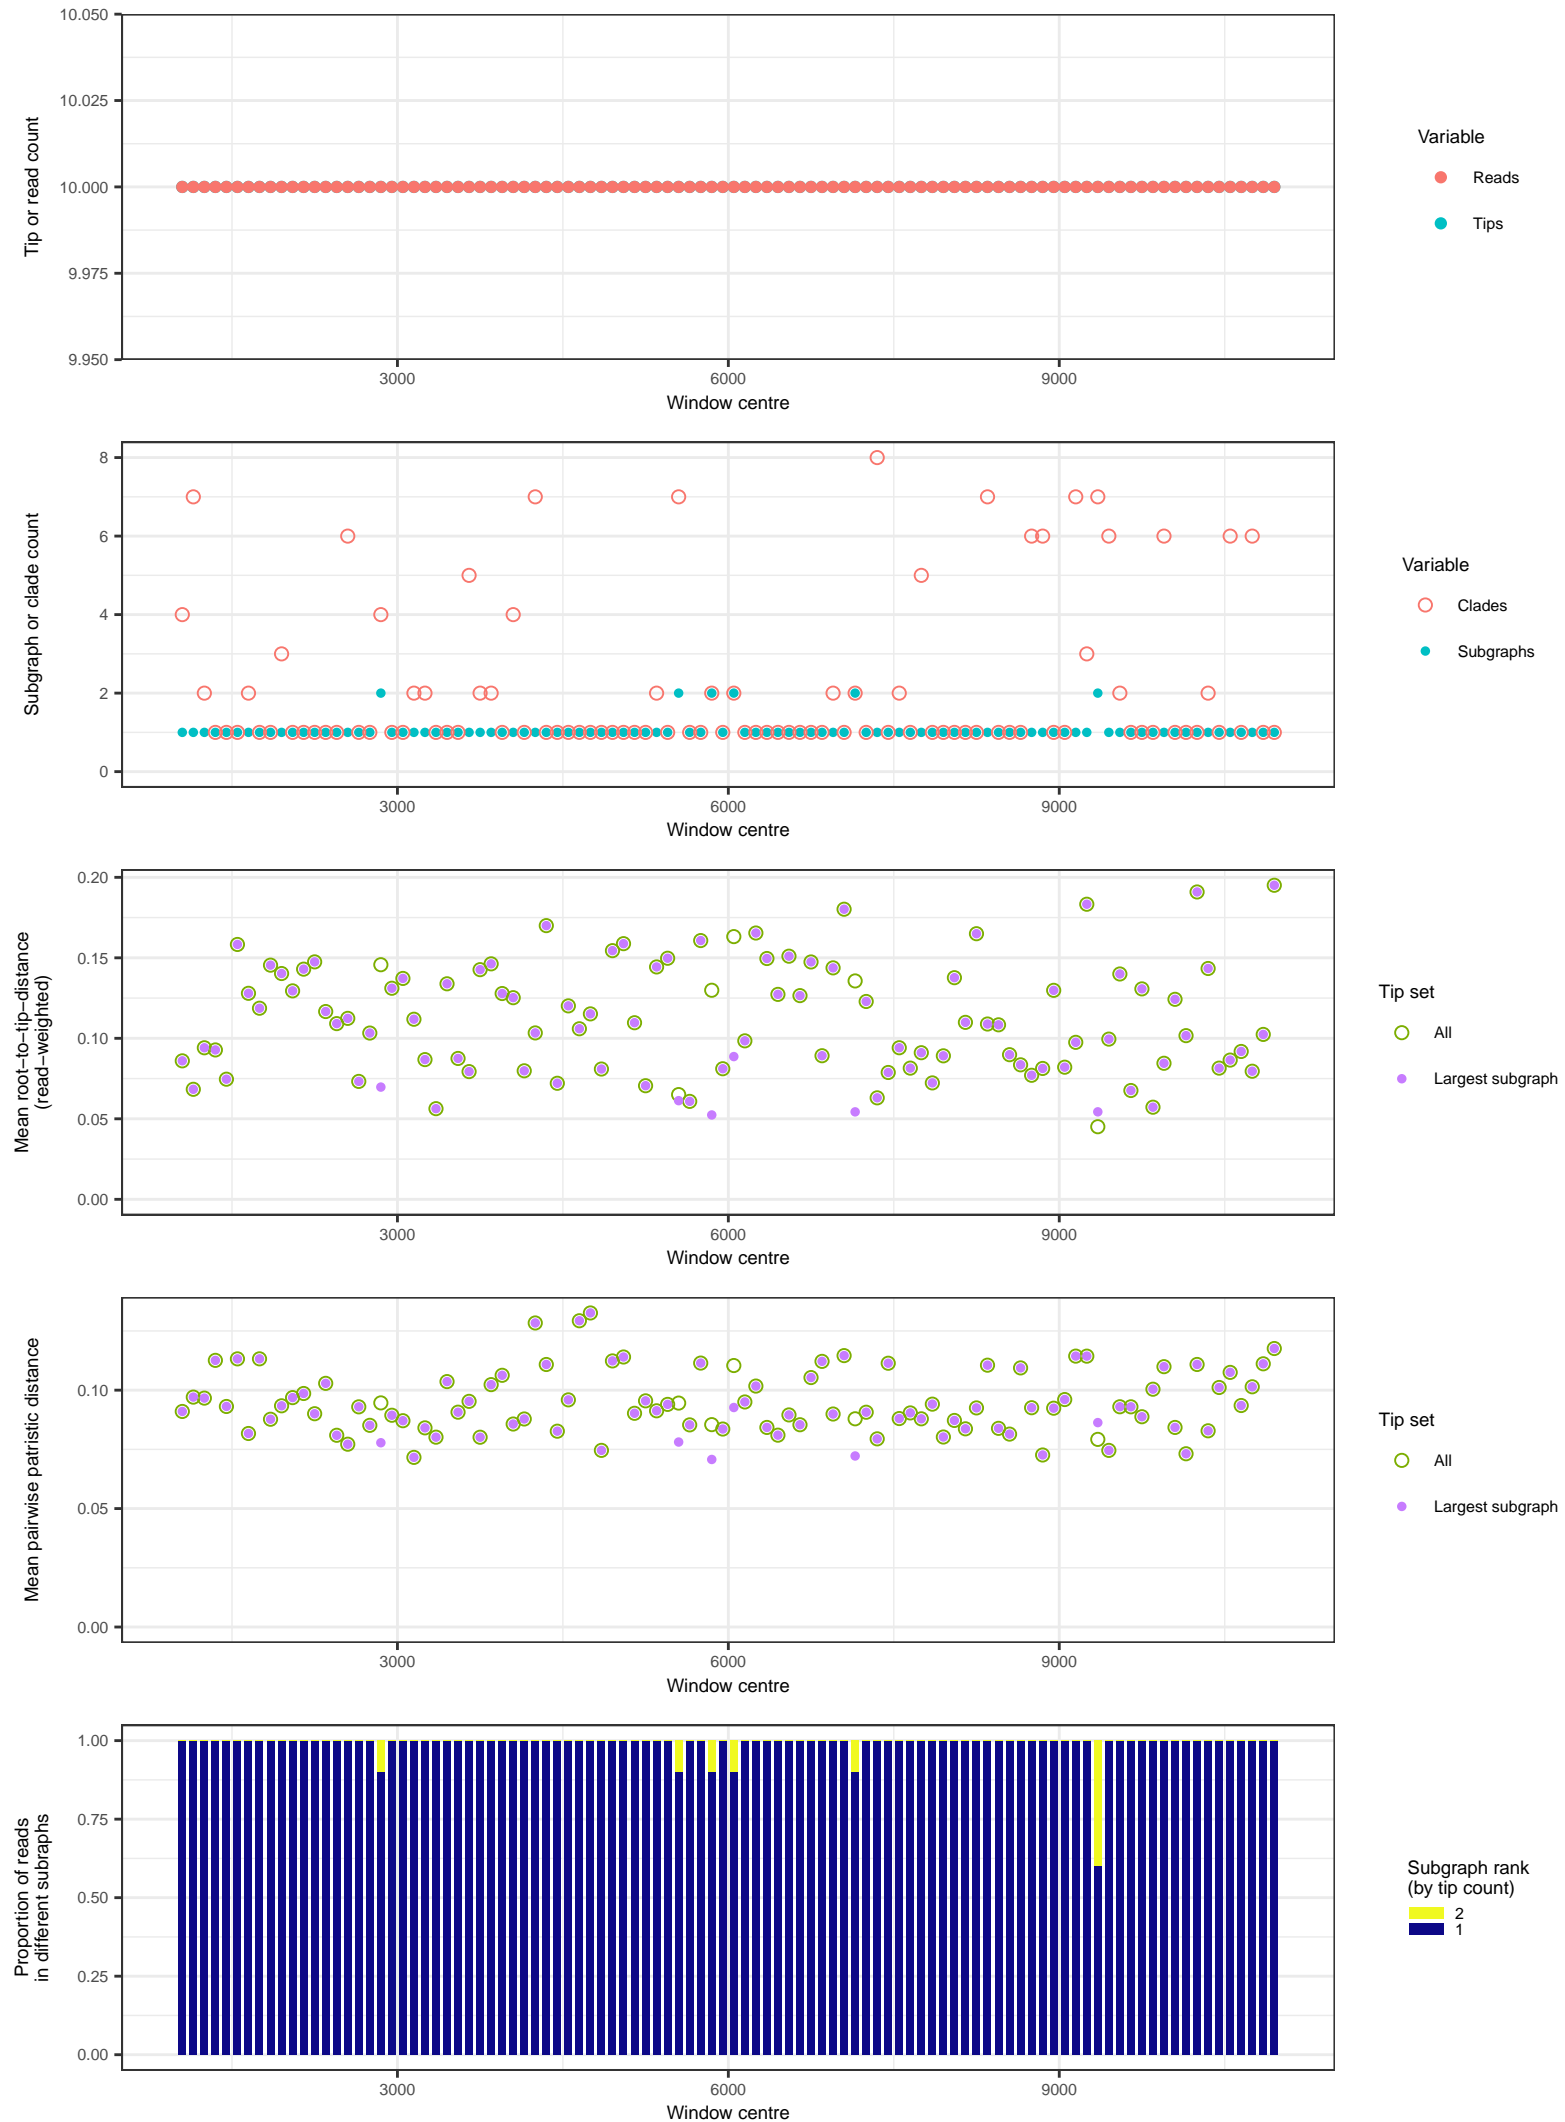 10.050
10.025
10.000
9.975
9.950
Tip or read count
3000
6000
9000
Window centre
Variable
Reads
Tips
8
6
4
2
0
Subgraph or clade count
3000
6000
9000
Window centre
Variable
Clades
Subgraphs
0.20
0.15
0.10
0.05
0.00
Mean root−to−tip−distance
(read−weighted)
3000
6000
9000
Window centre
Tip set
All
Largest subgraph
0.10
0.05
0.00
Mean pairwise patristic distance
3000
6000
9000
Window centre
Tip set
All
Largest subgraph
1.00
0.75
0.50
0.25
0.00
Proportion of reads
in different subraphs
3000
6000
9000
Window centre
Subgraph rank
(by tip count)
2
1